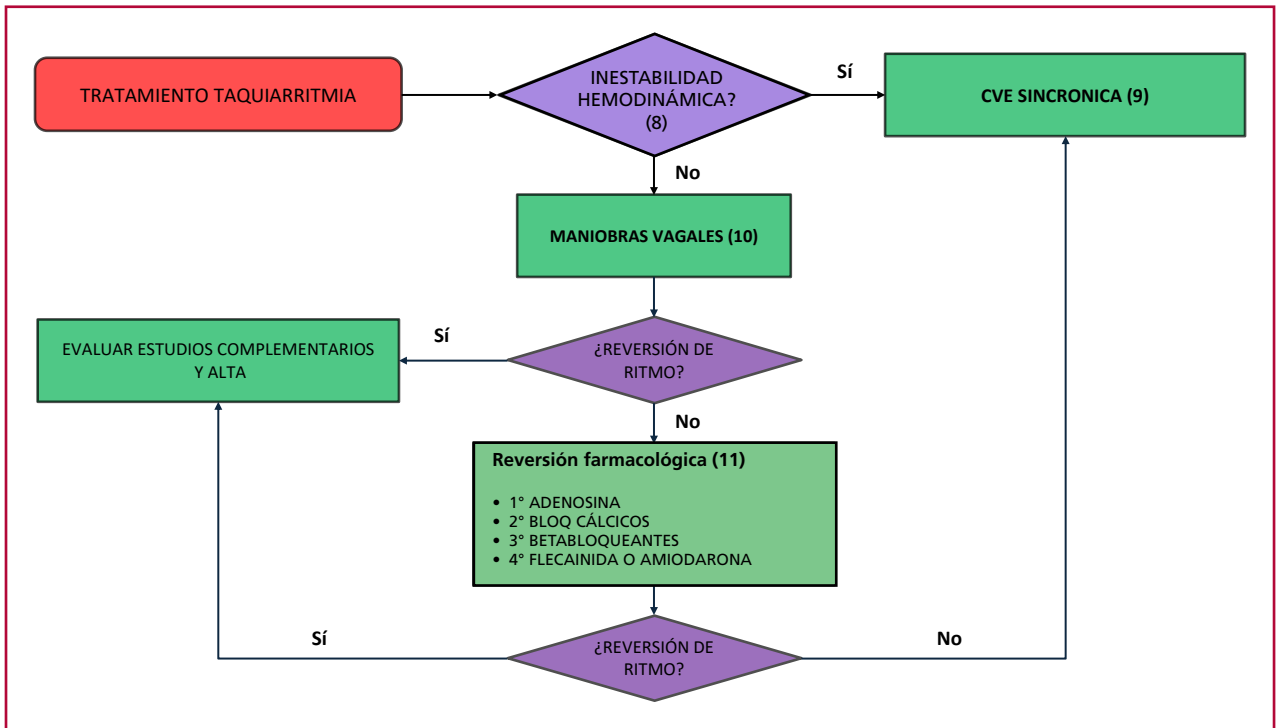 TRATAMIENTO TAQUIARRITMIA
INESTABILIDAD
HEMODINÁMICA?
(8)
Sí
CVE SINCRONICA (9)
No
MANIOBRAS VAGALES (10)
¿REVERSIÓN DE
RITMO?
Sí
EVALUAR ESTUDIOS COMPLEMENTARIOS
Y ALTA
No
Reversión farmacológica (11)
• 1° ADENOSINA
• 2° BLOQ CÁLCICOS
• 3° BETABLOQUEANTES
• 4° FLECAINIDA O AMIODARONA
¿REVERSIÓN DE
RITMO?
Sí
No